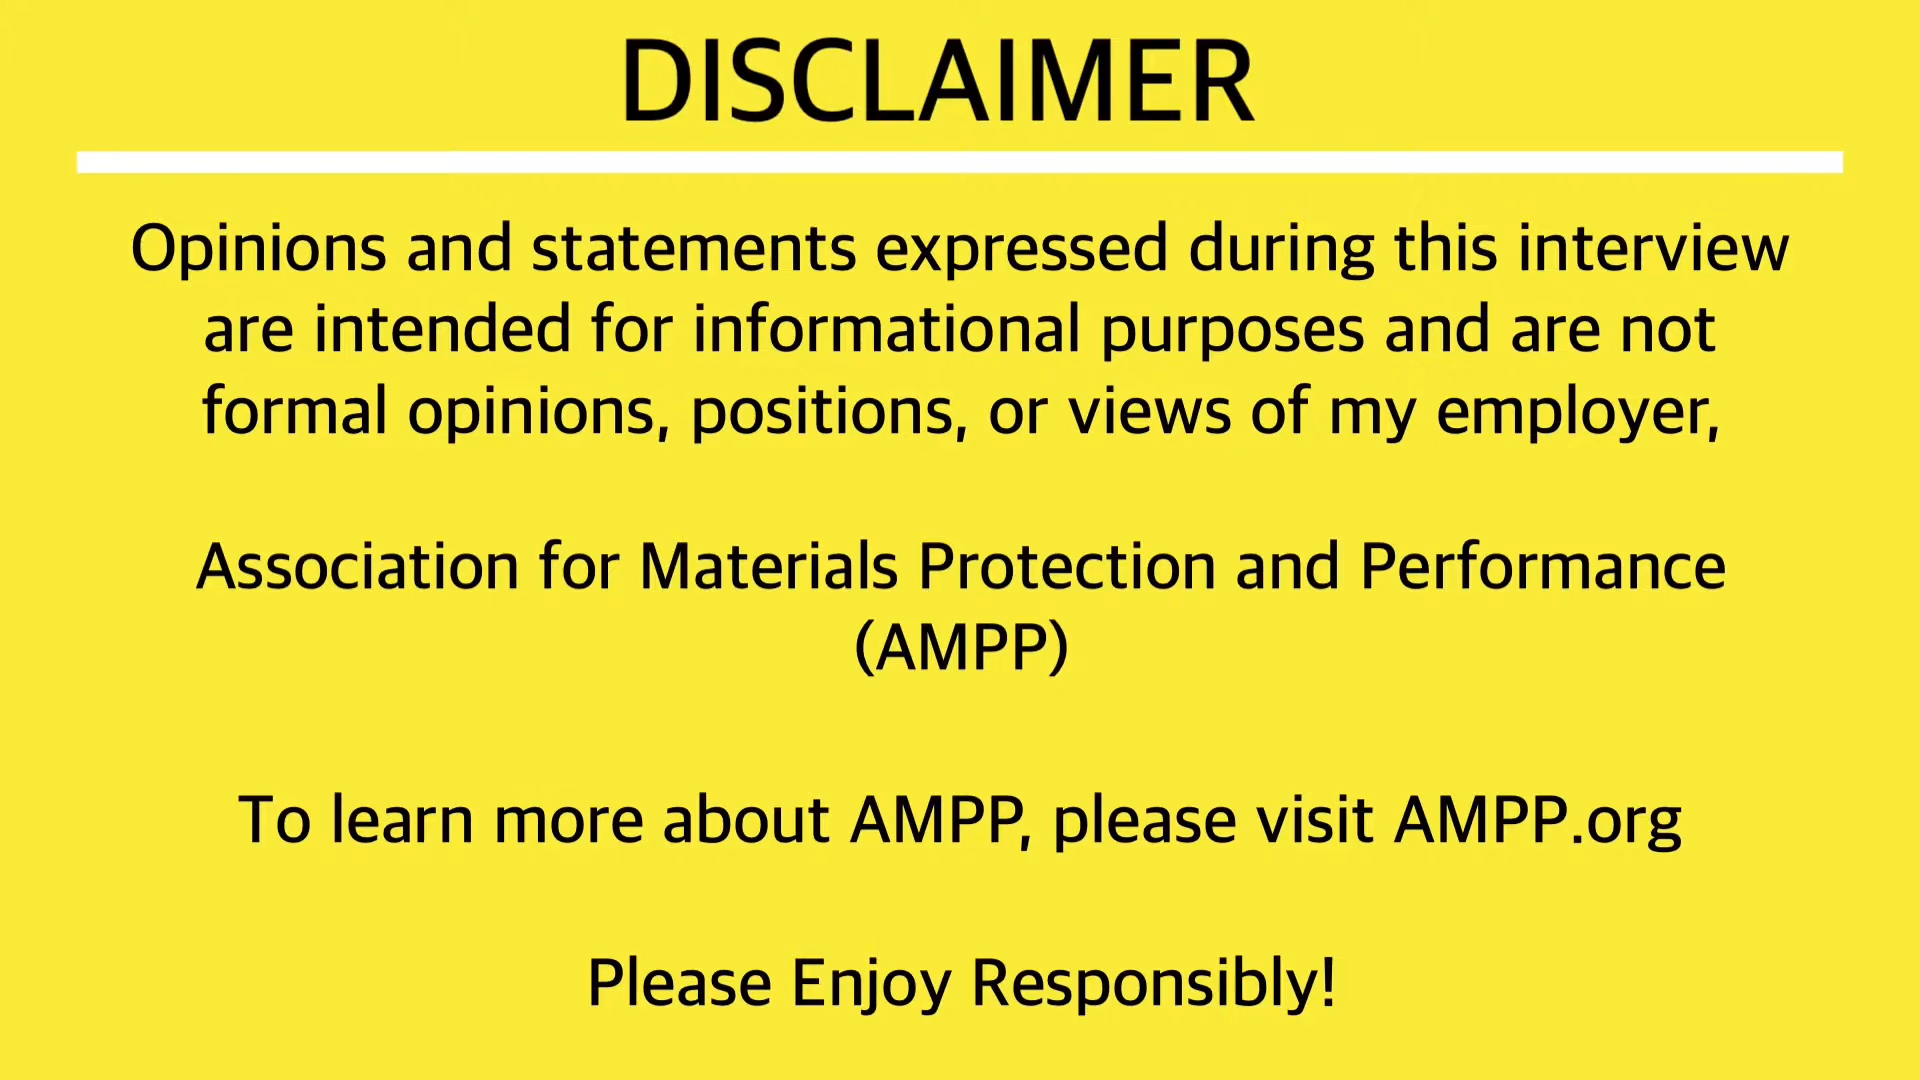 DISCLAIMER
Opinions and statements expressed during this interview
are intended for informational purposes and are not
formal opinions, positions, or views of my employer,
Association for Materials Protection and Performance
(AMPP)
To learn more about AMPP, please visit AMPP.org
Please Enjoy Responsibly!